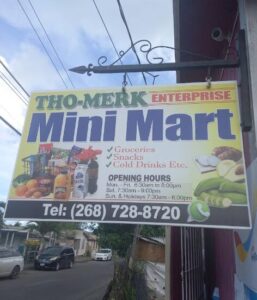 THO-MERK ENTERPRISE
Mini Mart
✓ Groceries
✓ Snacks
✓ Cold Drinks Etc.
OPENING HOURS
Mon. - Fri. 6:30am to 8:00pm
Sat. 7:30am - 9:00pm
Sun. & Holidays 7:30am - 6:00pm
Tel: (268) 728-8720